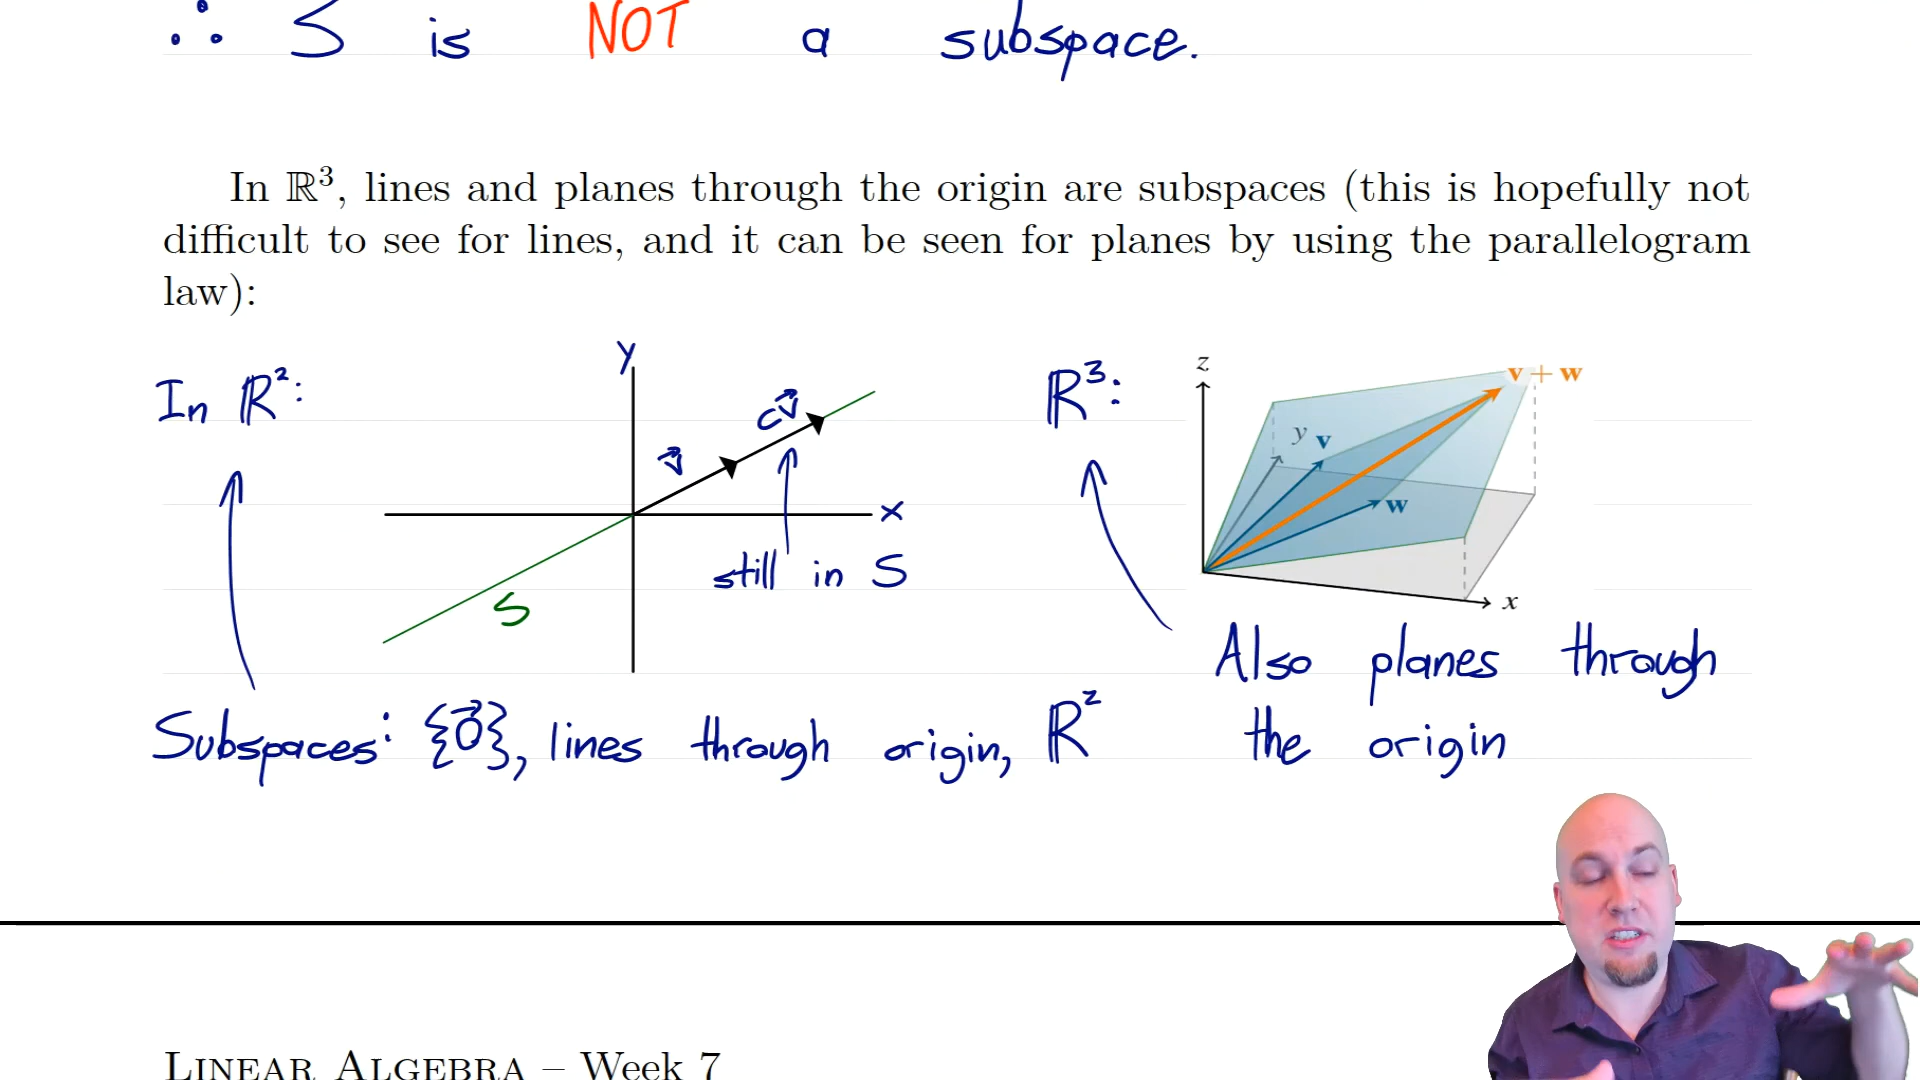 ∴ S is NOT a subspace.
In ℝ³, lines and planes through the origin are subspaces (this is hopefully not
difficult to see for lines, and it can be seen for planes by using the parallelogram
law):
In ℝ²:
y
v⃗
cv⃗
x
still in S
S
ℝ³:
z
v + w
y
v
w
x
Also planes through
the origin
Subspaces: {0⃗}, lines through origin, ℝ²
LINEAR ALGEBRA – Week 7